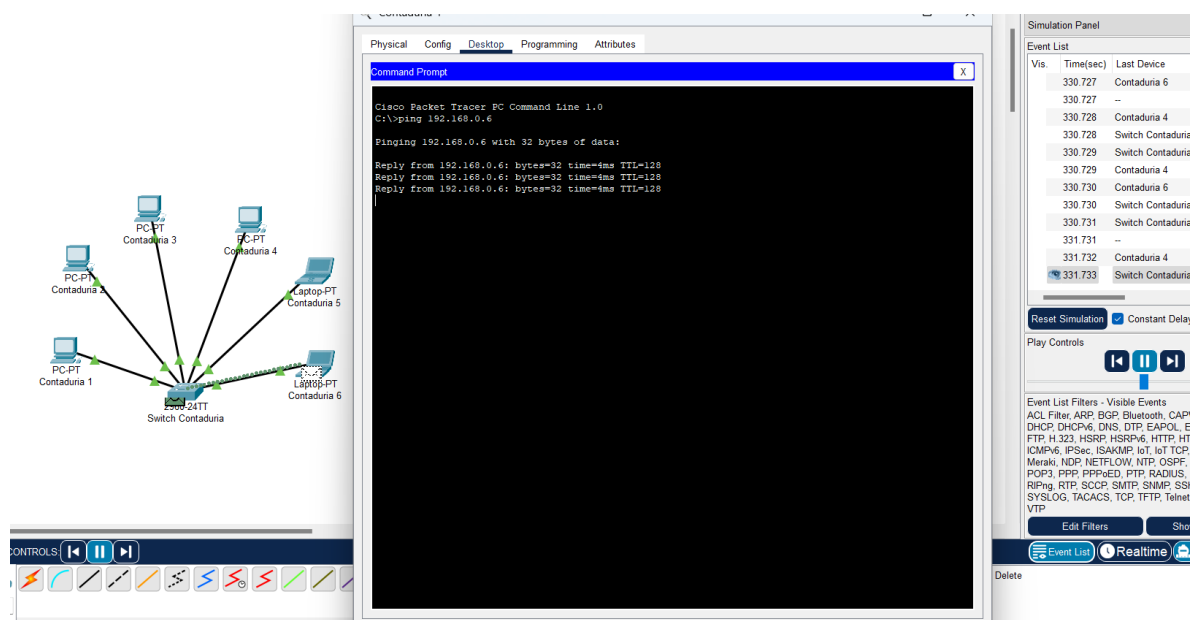 Physical Config Desktop Programming Attributes
Command Prompt
X
Cisco Packet Tracer PC Command Line 1.0
C:\>ping 192.168.0.6
Pinging 192.168.0.6 with 32 bytes of data:
Reply from 192.168.0.6: bytes=32 time=4ms TTL=128
Reply from 192.168.0.6: bytes=32 time=4ms TTL=128
Reply from 192.168.0.6: bytes=32 time=4ms TTL=128
PC-PT
Contaduria 3
PC-PT
Contaduria 4
PC-PT
Contaduria 2
Laptop-PT
Contaduria 5
PC-PT
Contaduria 1
Laptop-PT
Contaduria 6
2960-24TT
Switch Contaduria
CONTROLS:
Simulation Panel
Event List
Vis. Time(sec) Last Device
330.727 Contaduria 6
330.727 --
330.728 Contaduria 4
330.728 Switch Contaduria
330.729 Switch Contaduria
330.729 Contaduria 4
330.730 Contaduria 6
330.730 Switch Contaduria
330.731 Switch Contaduria
331.731 --
331.732 Contaduria 4
331.733 Switch Contaduria
Reset Simulation Constant Delay
Play Controls
Event List Filters - Visible Events
ACL Filter, ARP, BGP, Bluetooth,
DHCP, DHCPv6, DNS, DTP, EAPOL,
FTP, H.323, HSRP, HSRPv6, HTTP,
ICMPv6, IPSec, ISAKMP, IoT, IoT TCP,
Meraki, NDP, NETFLOW, NTP, OSPF,
POP3, PPP, PPPoED, PTP, RADIUS,
RIPng, RTP, SCCP, SMTP, SNMP,
SYSLOG, TACACS, TCP, TFTP, Telnet
VTP
Edit Filters
Event List Realtime
Delete